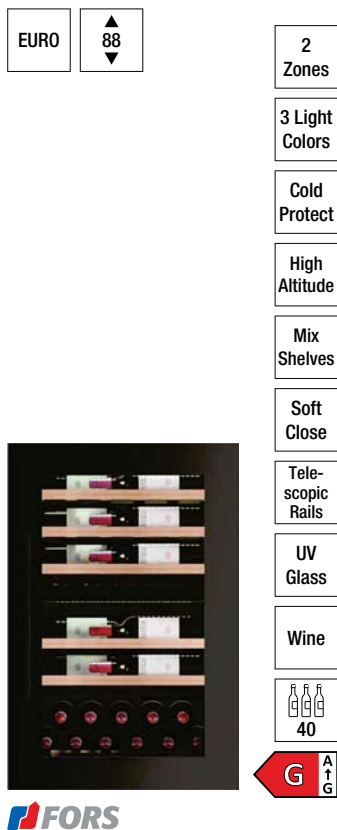 EURO
88
2
Zones
3 Light
Colors
Cold
Protect
High
Altitude
Mix
Shelves
Soft
Close
Tele-
scopic
Rails
UV
Glass
Wine
40
G
A
G
FORS